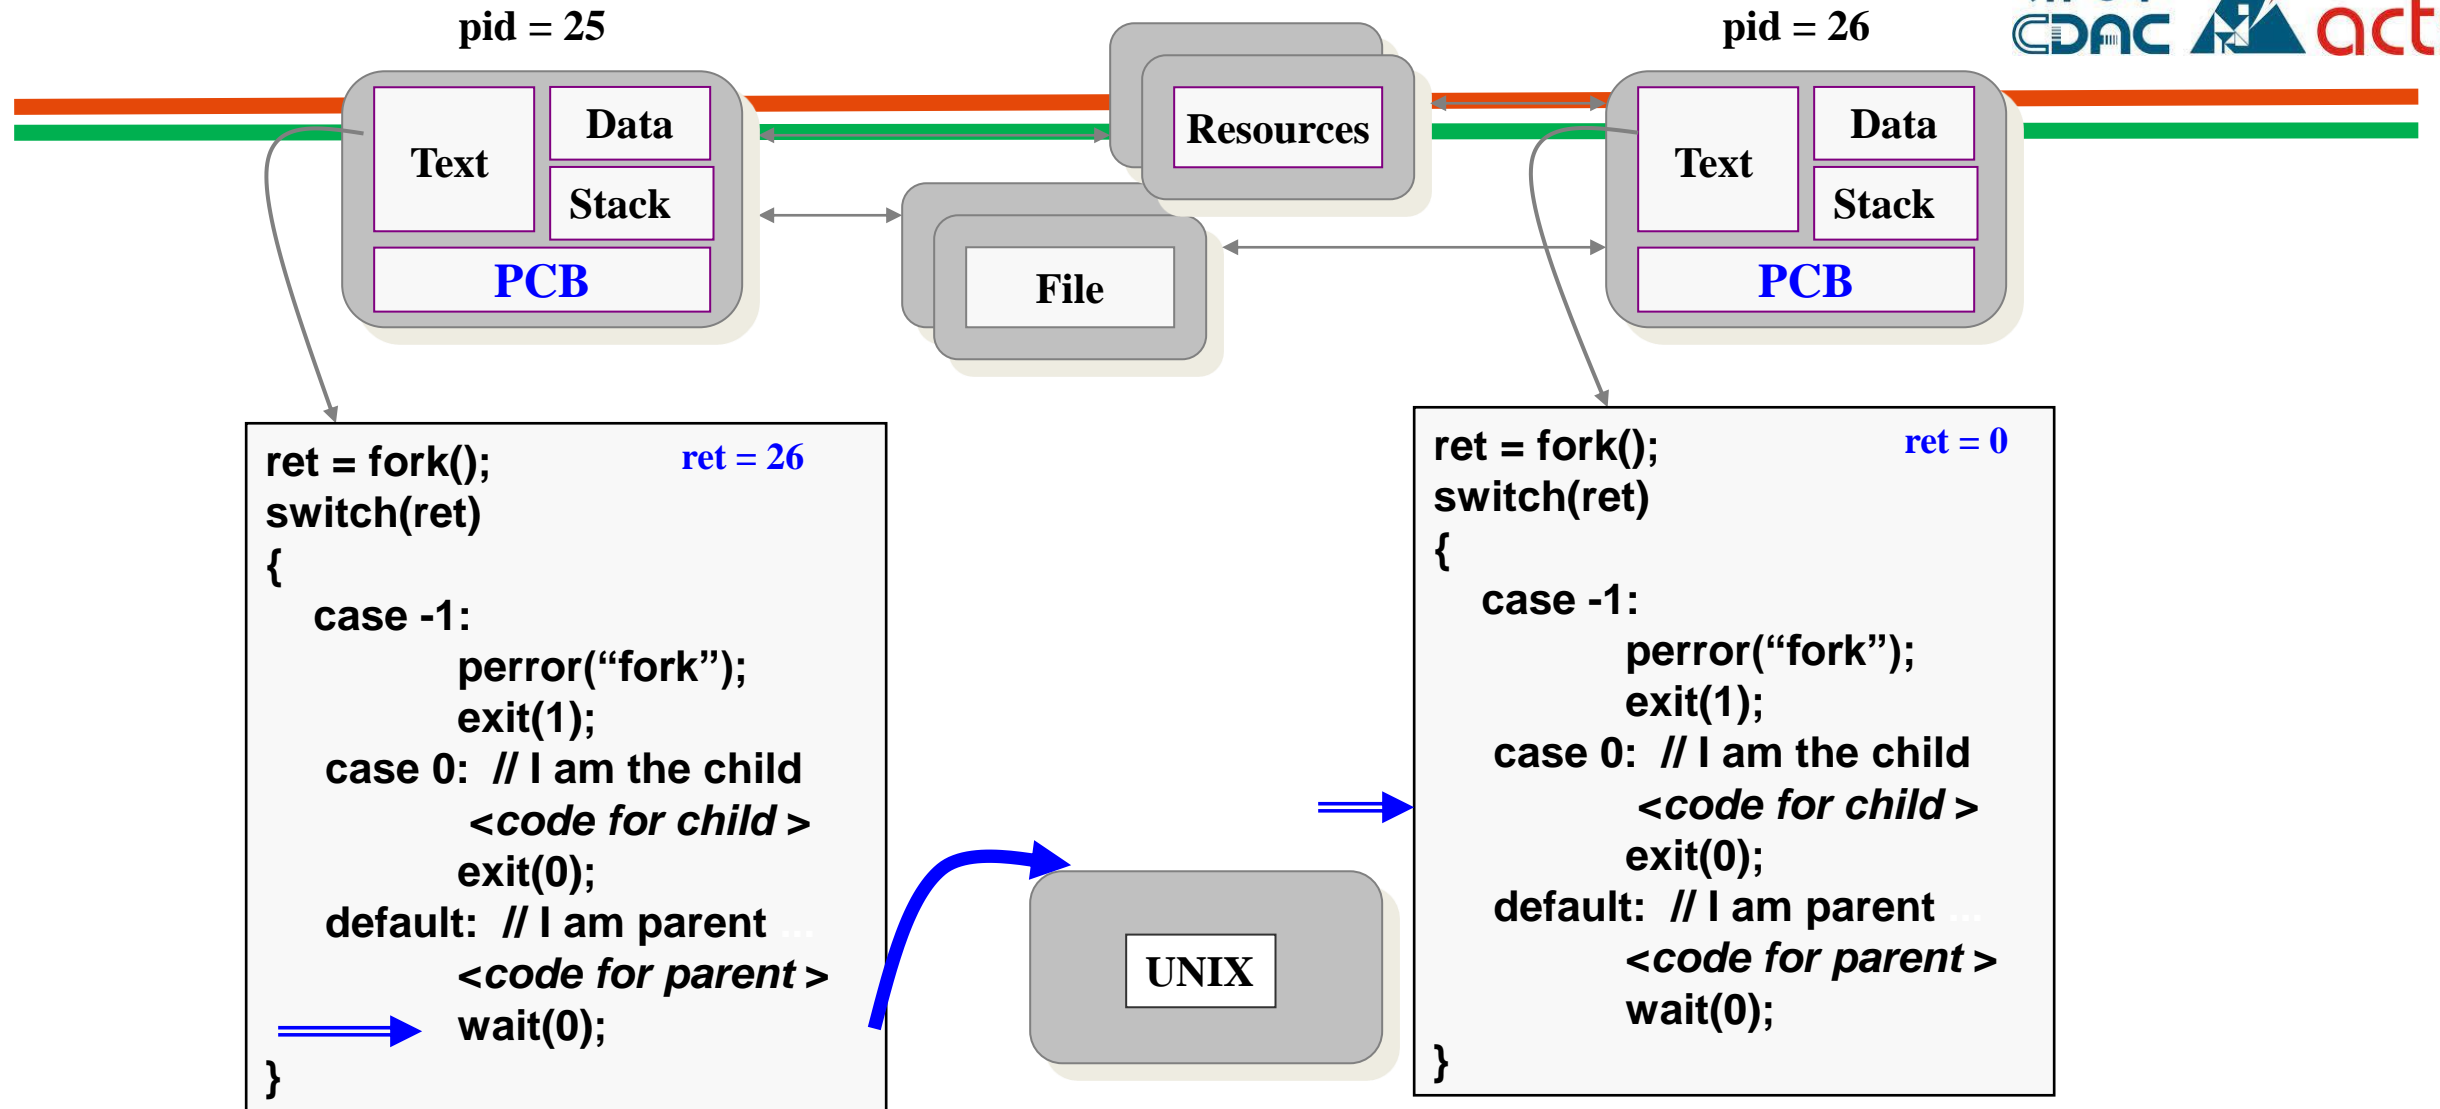 pid = 25
pid = 26
CDAC
act
Text
Data
Stack
PCB
Resources
File
Text
Data
Stack
PCB
ret = fork();
ret = 26
switch(ret)
{
case -1:
perror(“fork”);
exit(1);
case 0: // I am the child
<code for child >
exit(0);
default: // I am parent ...
<code for parent >
wait(0);
}
UNIX
ret = fork();
ret = 0
switch(ret)
{
case -1:
perror(“fork”);
exit(1);
case 0: // I am the child
<code for child >
exit(0);
default: // I am parent ...
<code for parent >
wait(0);
}